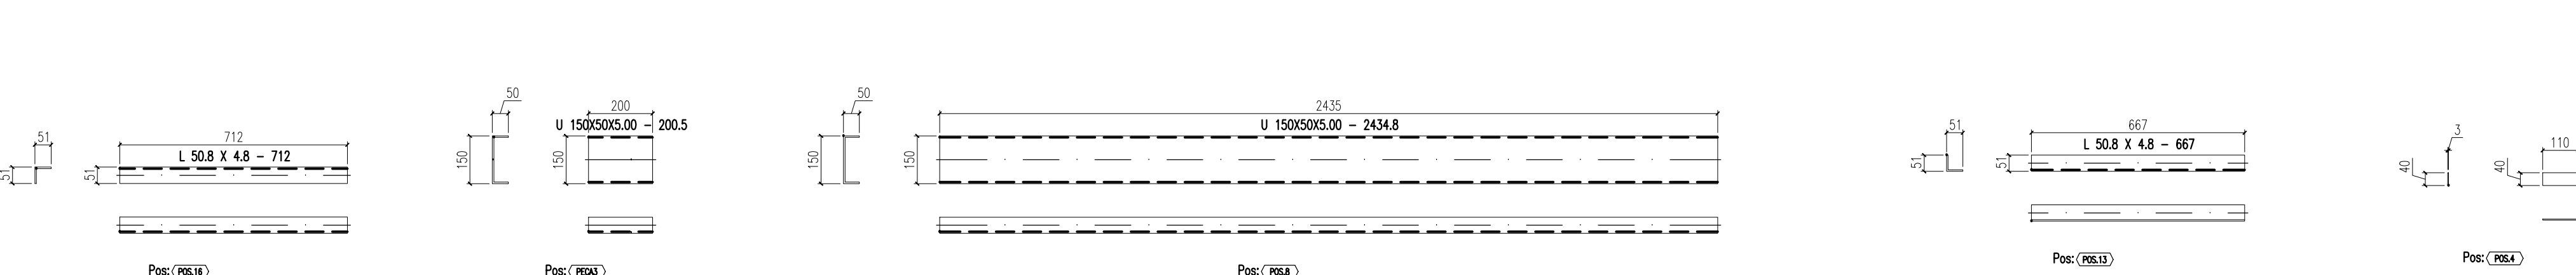 51
51
712
L 50.8 X 4.8 - 712
51
Pos: POS.16
50
150
200
U 150X50X5.00 - 200.5
150
Pos: PECA3
50
150
2435
U 150X50X5.00 - 2434.8
150
Pos: POS.8
51
51
667
L 50.8 X 4.8 - 667
51
Pos: POS.13
3
40
110
40
Pos: POS.4